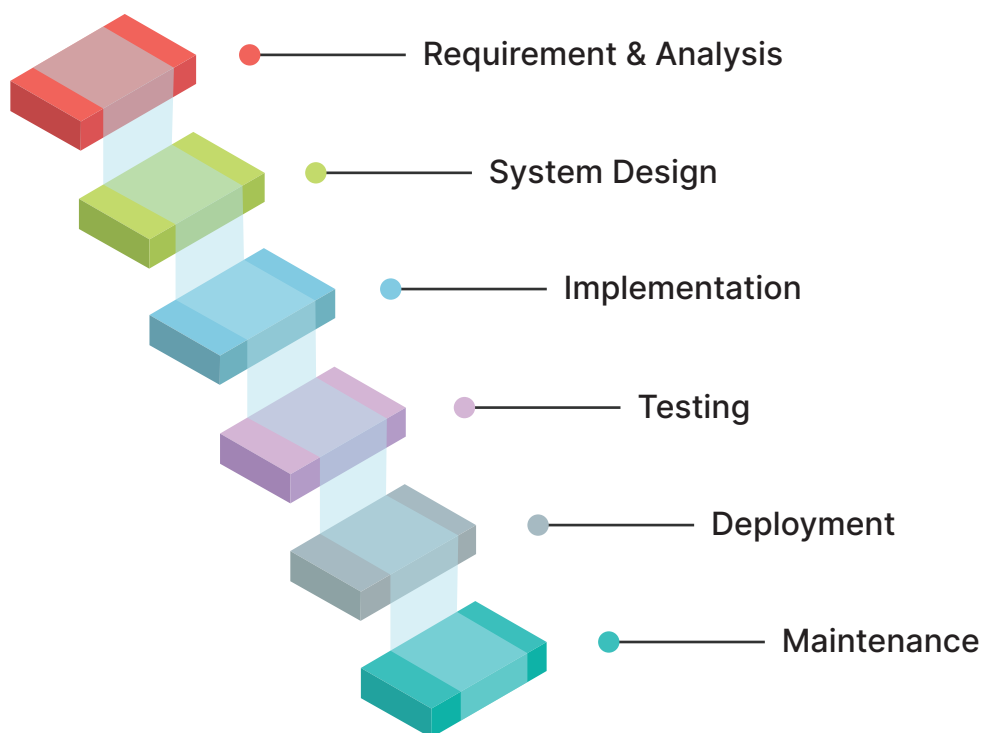 Requirement & Analysis
System Design
Implementation
Testing
Deployment
Maintenance